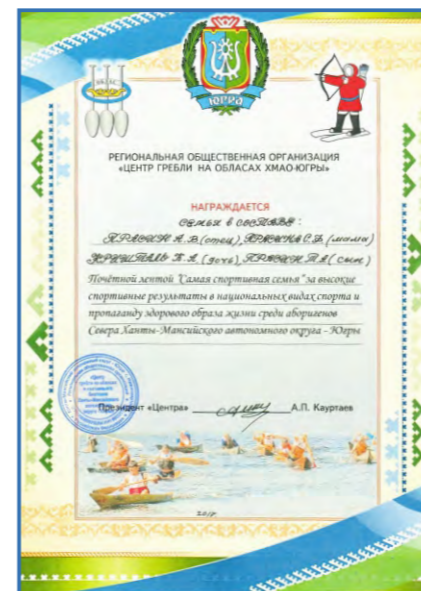 ЮГРА
РЕГИОНАЛЬНАЯ ОБЩЕСТВЕННАЯ ОРГАНИЗАЦИЯ
«ЦЕНТР ГРЕБЛИ НА ОБЛАСАХ ХМАО-ЮГРЫ»
НАГРАЖДАЕТСЯ
семья в составе:
(отец), (мама)
(дочь), (сын)
Почётной лентой "Самая спортивная семья" за высокие
спортивные результаты в национальных видах спорта и
пропаганду здорового образа жизни среди аборигенов
Севера Ханты-Мансийского автономного округа – Югры
Президент «Центра» А.П. Кауртаев